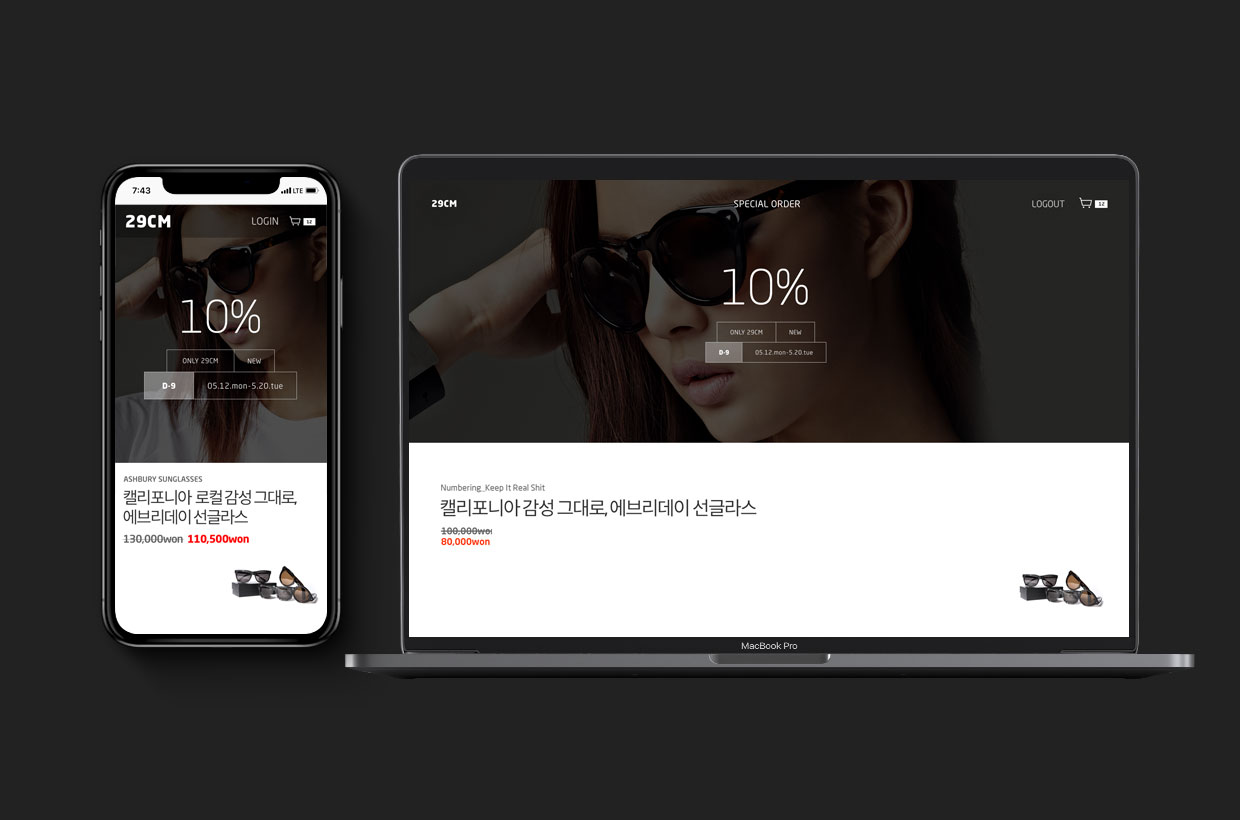 7:43
LTE
29CM
LOGIN
12
10%
ONLY 29CM
NEW
D-9
05.12.mon-5.20.tue
ASHBURY SUNGLASSES
캘리포니아 로컬 감성 그대로,
에브리데이 선글라스
130,000won 110,500won
29CM
SPECIAL ORDER
LOGOUT
12
10%
ONLY 29CM
NEW
D-9
05.12.mon-5.20.tue
Numbering_Keep It Real Shit
캘리포니아 감성 그대로, 에브리데이 선글라스
100,000wo
80,000won
MacBook Pro